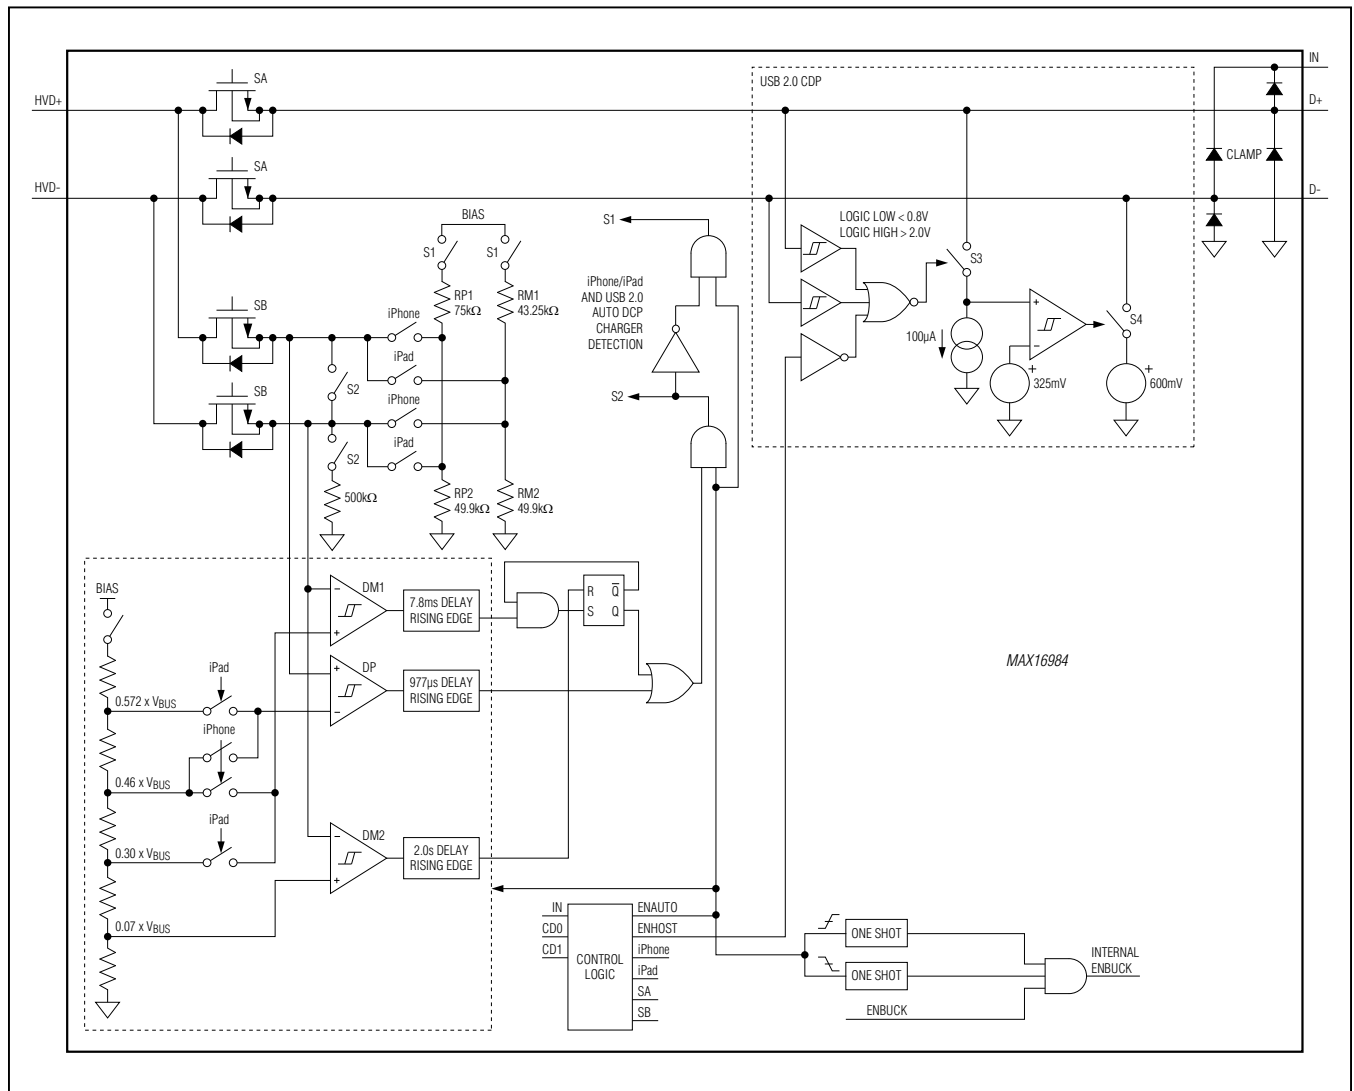 IN
SA
USB 2.0 CDP
HVD+
D+
SA
CLAMP
HVD-
D-
BIAS
S1
LOGIC LOW < 0.8V
LOGIC HIGH > 2.0V
S1
S1
S3
iPhone/iPad
AND USB 2.0
AUTO DCP
CHARGER
DETECTION
RP1
75kΩ
RM1
43.25kΩ
SB
iPhone
+
S4
100µA
iPad
−
S2
+
325mV
+
600mV
SB
iPhone
S2
iPad
S2
500kΩ
RP2
49.9kΩ
RM2
49.9kΩ
BIAS
DM1
−
+
7.8ms DELAY
RISING EDGE
R
Q
S
Q
MAX16984
iPad
DP
+
−
977µs DELAY
RISING EDGE
0.572 x VBUS
iPhone
0.46 x VBUS
iPad
DM2
−
+
2.0s DELAY
RISING EDGE
0.30 x VBUS
0.07 x VBUS
IN
CD0
CD1
CONTROL
LOGIC
ENAUTO
ENHOST
iPhone
iPad
SA
SB
ONE SHOT
ONE SHOT
INTERNAL
ENBUCK
ENBUCK